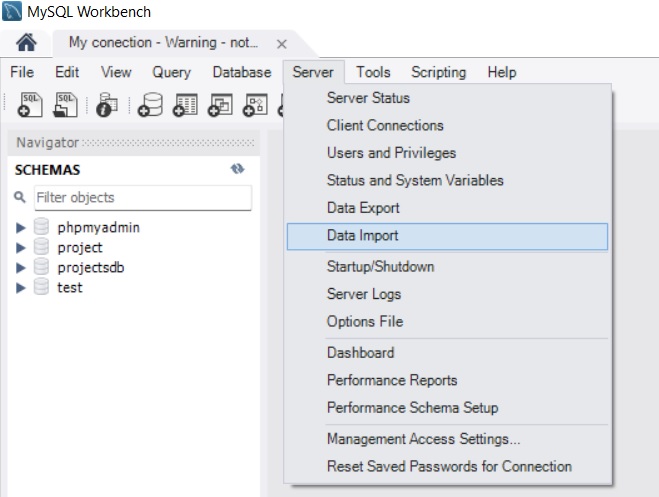 MySQL Workbench
My conection - Warning - not...
File Edit View Query Database Server Tools Scripting Help
SQL SQL
Navigator
SCHEMAS
Filter objects
phpmyadmin
project
projectsdb
test
Server Status
Client Connections
Users and Privileges
Status and System Variables
Data Export
Data Import
Startup/Shutdown
Server Logs
Options File
Dashboard
Performance Reports
Performance Schema Setup
Management Access Settings...
Reset Saved Passwords for Connection